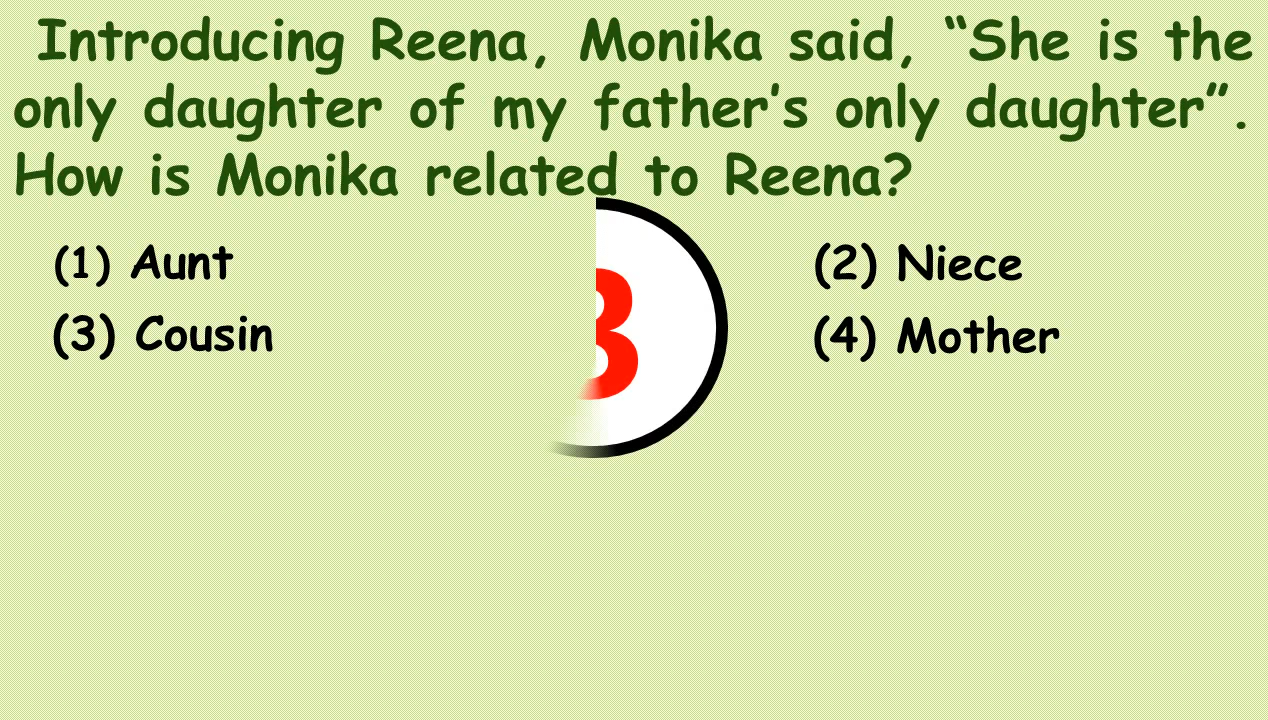 Introducing Reena, Monika said, “She is the
only daughter of my father’s only daughter”.
How is Monika related to Reena?
(1) Aunt
(2) Niece
3
(3) Cousin
(4) Mother